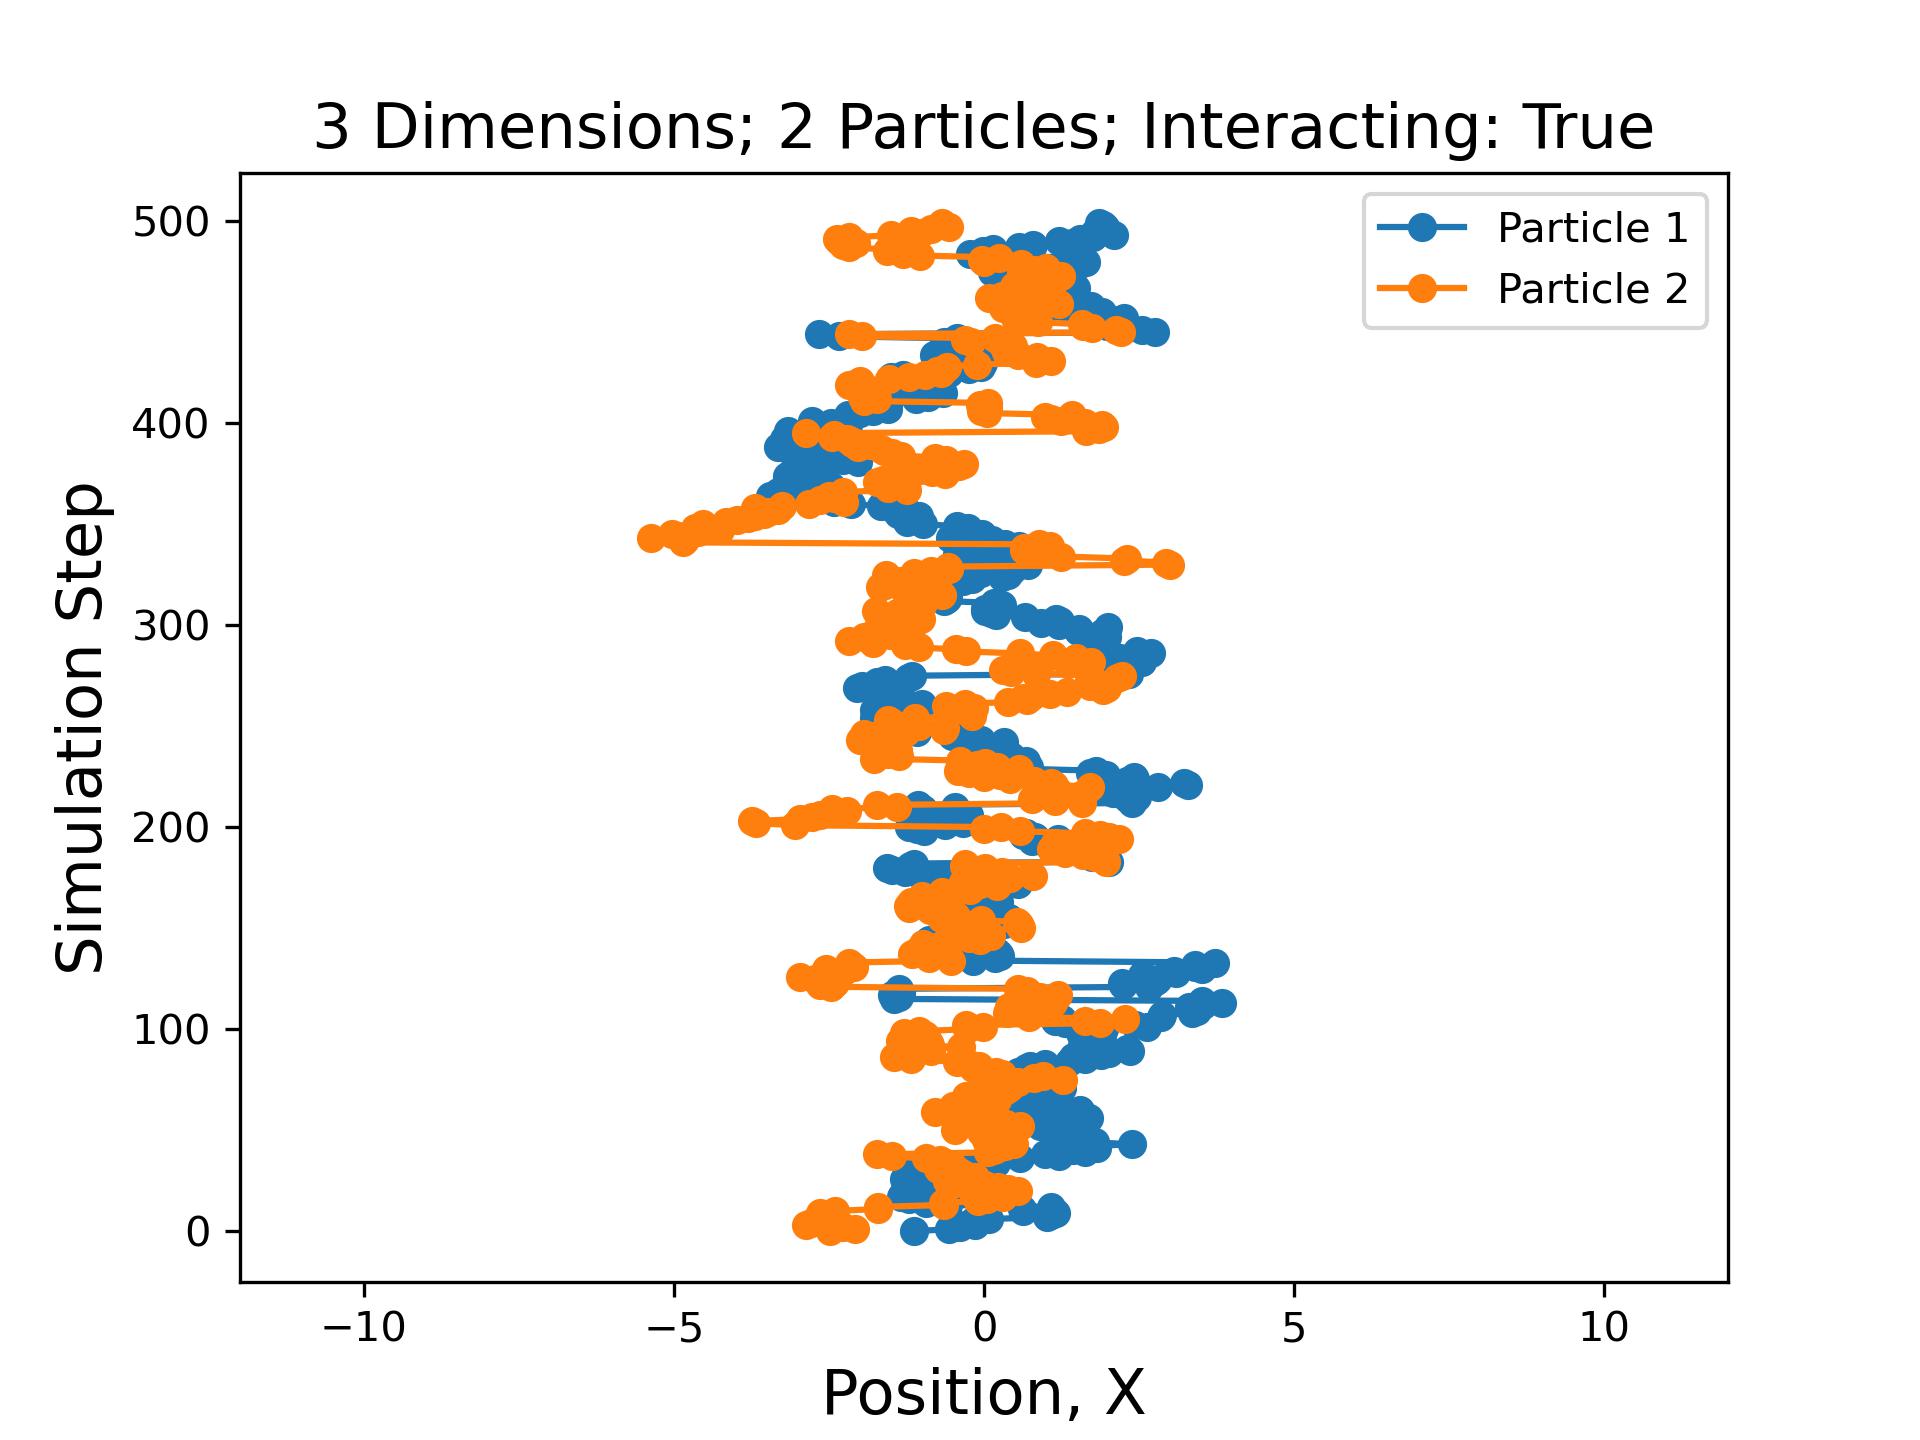 3 Dimensions; 2 Particles; Interacting: True
Particle 1
Particle 2
500
400
300
200
100
0
Simulation Step
−10
−5
0
5
10
Position, X